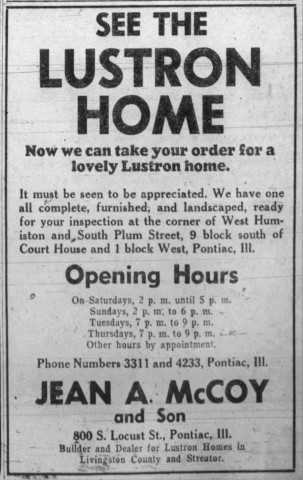 SEE THE
LUSTRON
HOME
Now we can take your order for a
lovely Lustron home.
It must be seen to be appreciated. We have one
all complete, furnished, and landscaped, ready
for your inspection at the corner of West Hum-
iston and South Plum Street, 9 block south of
Court House and 1 block West, Pontiac, Ill.
Opening Hours
On Saturdays, 2 p. m. until 5 p. m.
Sundays, 2 p. m. to 6 p. m.
Tuesdays, 7 p. m. to 9 p. m.
Thursdays, 7 p. m. to 9 p. m.
Other hours by appointment.
Phone Numbers 3311 and 4233, Pontiac, Ill.
JEAN A. McCOY
and Son
800 S. Locust St., Pontiac, Ill.
Builder and Dealer for Lustron Homes in
Livingston County and Streator.